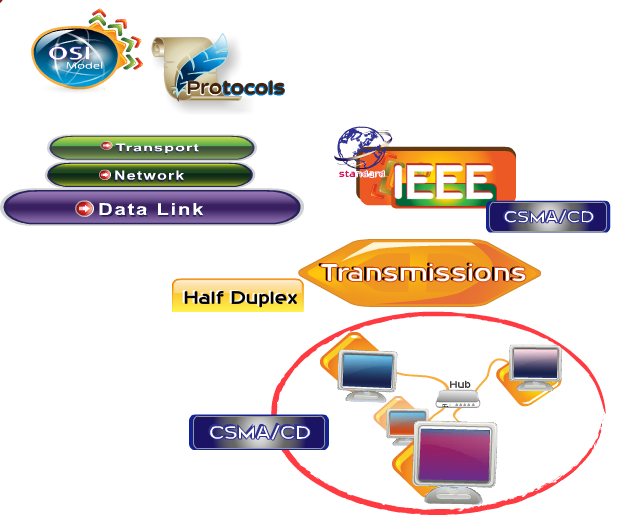 OSI
Model
Protocols
Transport
Network
Data Link
standard
IEEE
CSMA/CD
Transmissions
Half Duplex
Hub
CSMA/CD